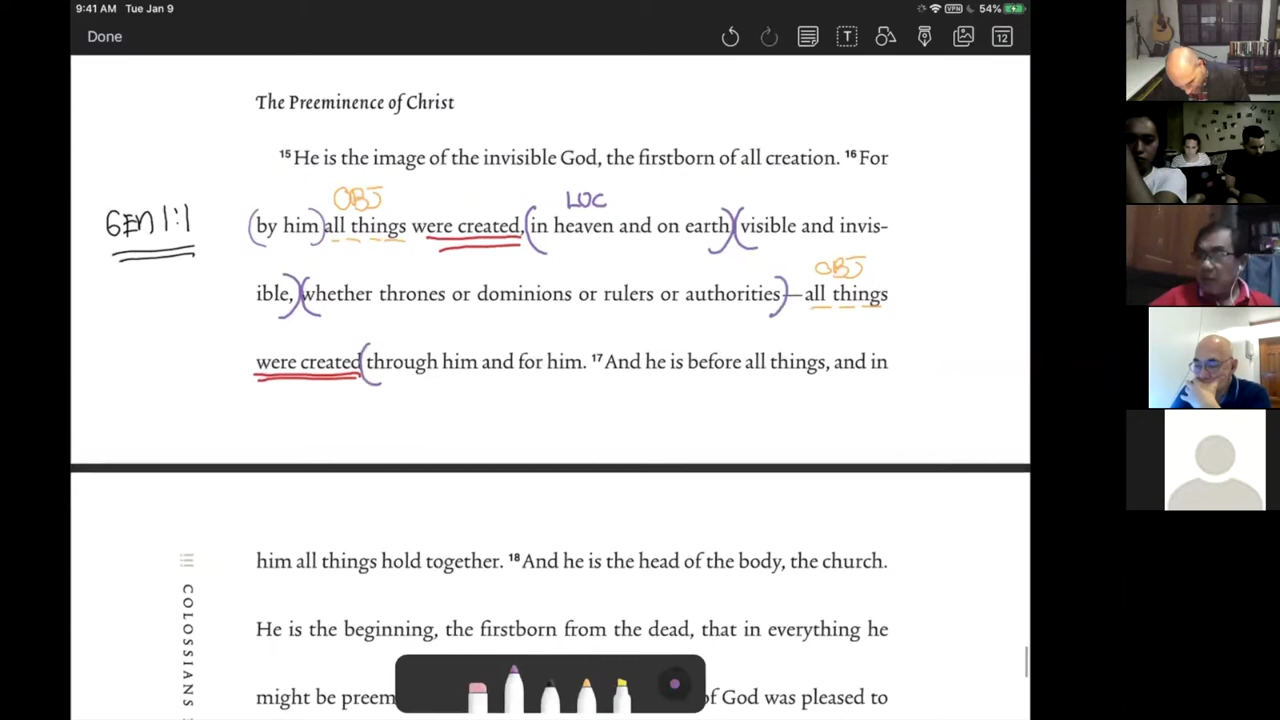 9:41 AM Tue Jan 9
VPN 54%
Done
12
The Preeminence of Christ
15 He is the image of the invisible God, the firstborn of all creation. 16 For
OBJ LOC
GEN 1:1
(by him) all things were created, (in heaven and on earth) (visible and invis-
OBJ
ible,) (whether thrones or dominions or rulers or authorities)—all things
were created (through him and for him. 17 And he is before all things, and in
him all things hold together. 18 And he is the head of the body, the church.
COLOSSIANS
He is the beginning, the firstborn from the dead, that in everything he
might be preem
of God was pleased to